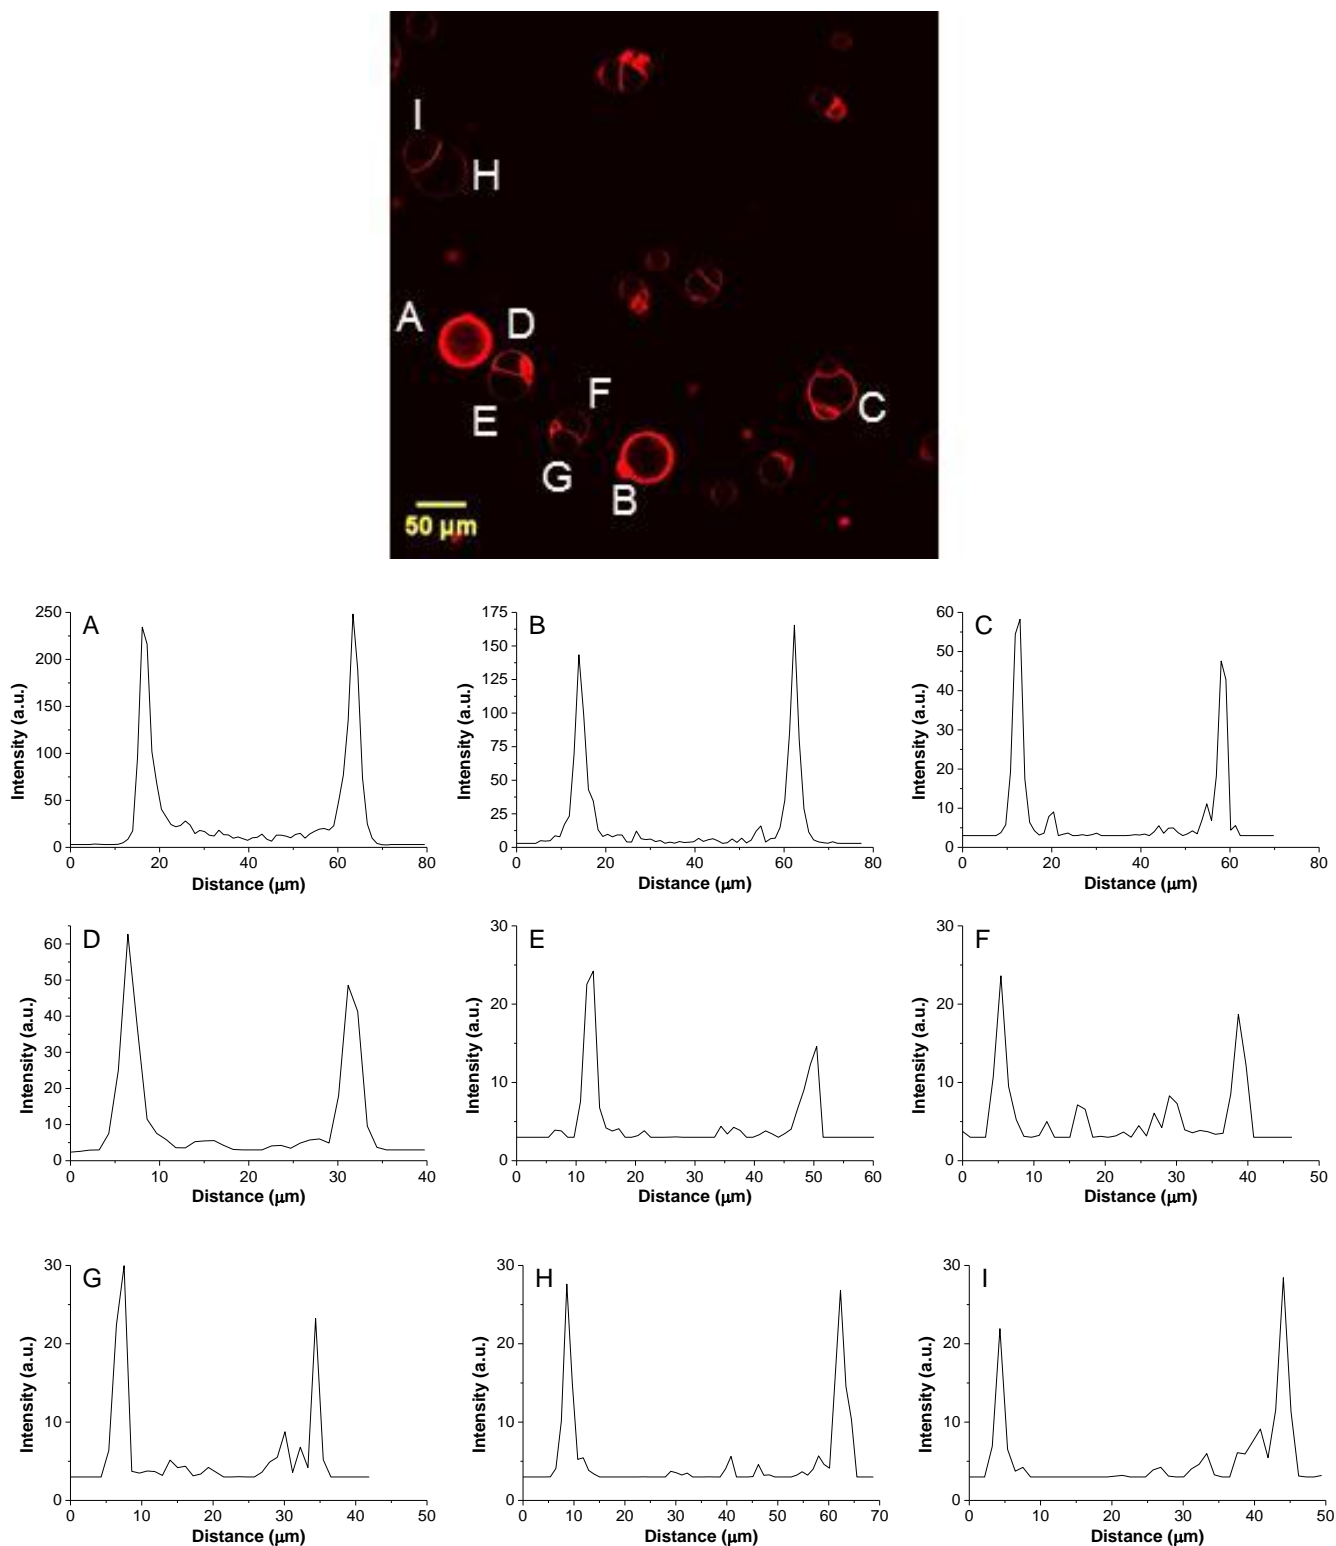 I
H
A
D
F
E
C
G
B
50 µm
A
Intensity (a.u.)
250
200
150
100
50
0
0 20 40 60 80
Distance (µm)
B
Intensity (a.u.)
175
150
125
100
75
50
25
0
0 20 40 60 80
Distance (µm)
C
Intensity (a.u.)
60
50
40
30
20
10
0
0 20 40 60 80
Distance (µm)
D
Intensity (a.u.)
60
50
40
30
20
10
0
0 10 20 30 40
Distance (µm)
E
Intensity (a.u.)
30
20
10
0
0 10 20 30 40 50 60
Distance (µm)
F
Intensity (a.u.)
30
20
10
0
0 10 20 30 40 50
Distance (µm)
G
Intensity (a.u.)
30
20
10
0
0 10 20 30 40 50
Distance (µm)
H
Intensity (a.u.)
30
20
10
0
0 10 20 30 40 50 60 70
Distance (µm)
I
Intensity (a.u.)
30
20
10
0
0 10 20 30 40 50
Distance (µm)